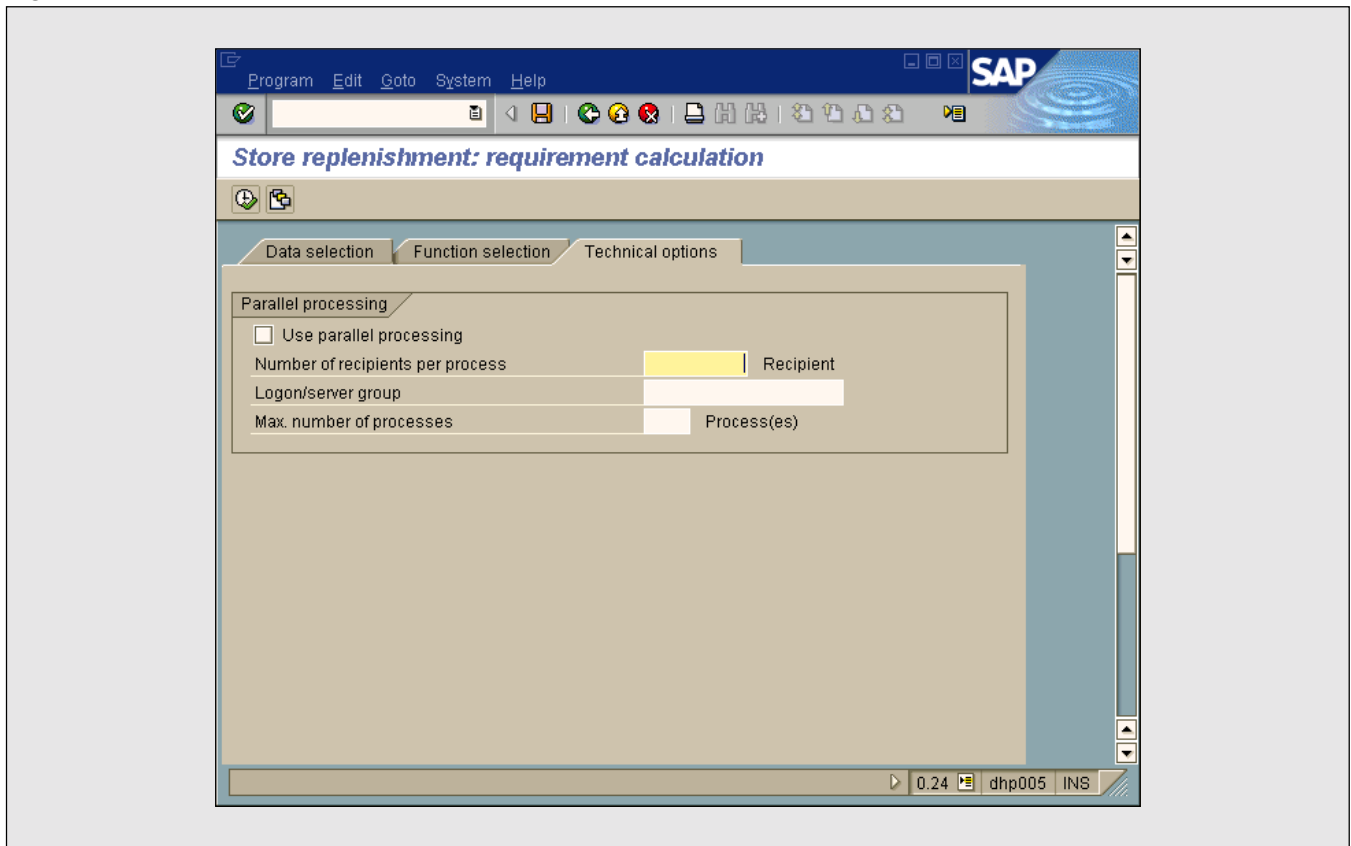 Program Edit Goto System Help
SAP
Store replenishment: requirement calculation
Data selection Function selection Technical options
Parallel processing
Use parallel processing
Number of recipients per process Recipient
Logon/server group
Max. number of processes Process(es)
0.24 dhp005 INS